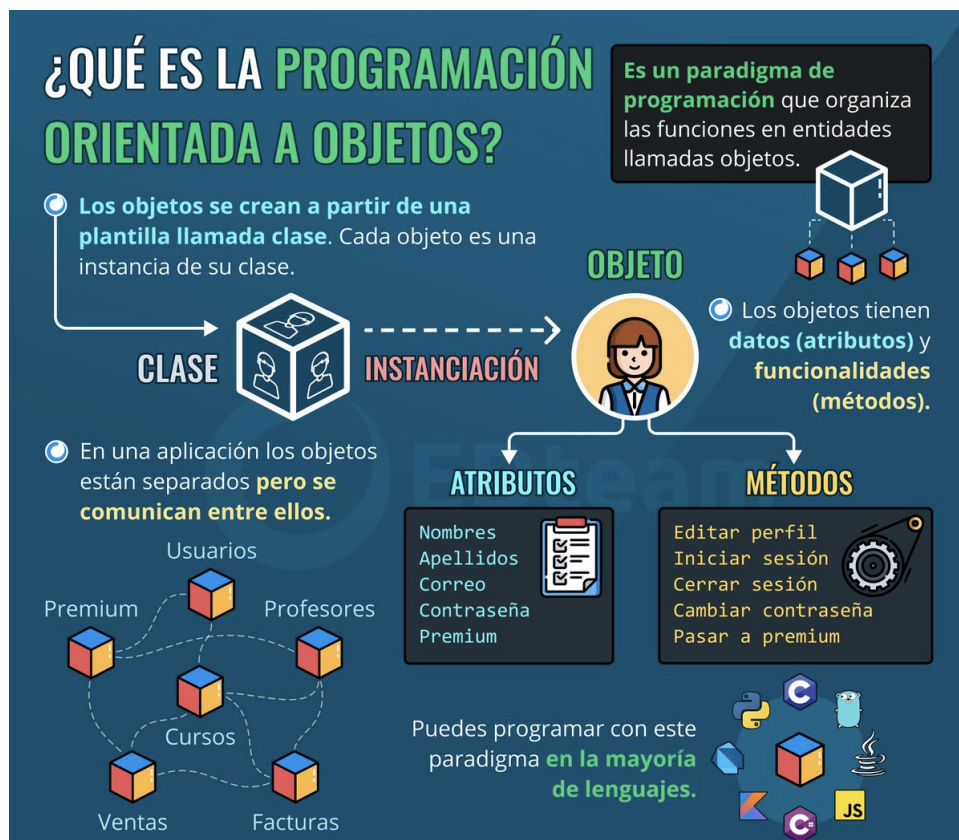 ¿QUÉ ES LA PROGRAMACIÓN
ORIENTADA A OBJETOS?
Es un paradigma de
programación que organiza
las funciones en entidades
llamadas objetos.
Los objetos se crean a partir de una
plantilla llamada clase. Cada objeto es una
instancia de su clase.
CLASE
INSTANCIACIÓN
OBJETO
Los objetos tienen
datos (atributos) y
funcionalidades
(métodos).
En una aplicación los objetos
están separados pero se
comunican entre ellos.
EDteam
ATRIBUTOS
Nombres
Apellidos
Correo
Contraseña
Premium
MÉTODOS
Editar perfil
Iniciar sesión
Cerrar sesión
Cambiar contraseña
Pasar a premium
Usuarios
Premium
Profesores
Cursos
Ventas
Facturas
Puedes programar con este
paradigma en la mayoría
de lenguajes.
C
JS
C#